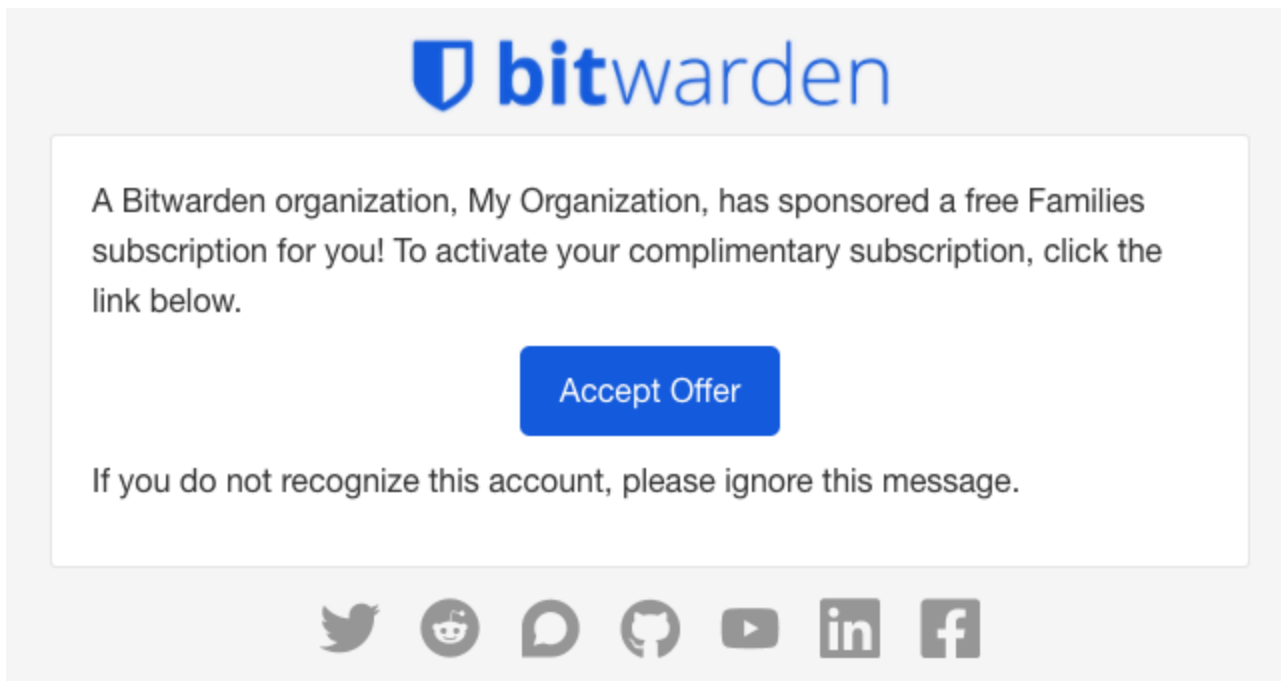 bitwarden
A Bitwarden organization, My Organization, has sponsored a free Families
subscription for you! To activate your complimentary subscription, click the
link below.
Accept Offer
If you do not recognize this account, please ignore this message.
in